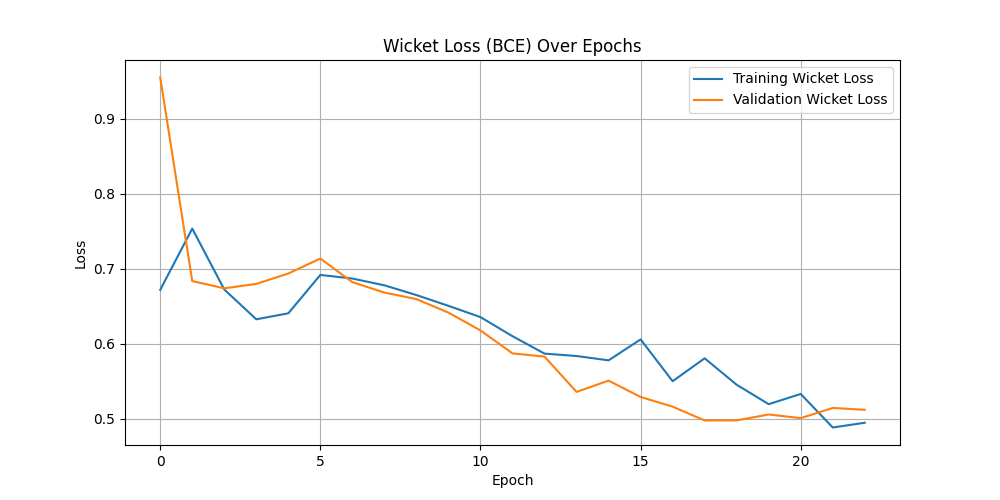 Wicket Loss (BCE) Over Epochs
Training Wicket Loss
Validation Wicket Loss
Loss
0.9
0.8
0.7
0.6
0.5
0 5 10 15 20
Epoch